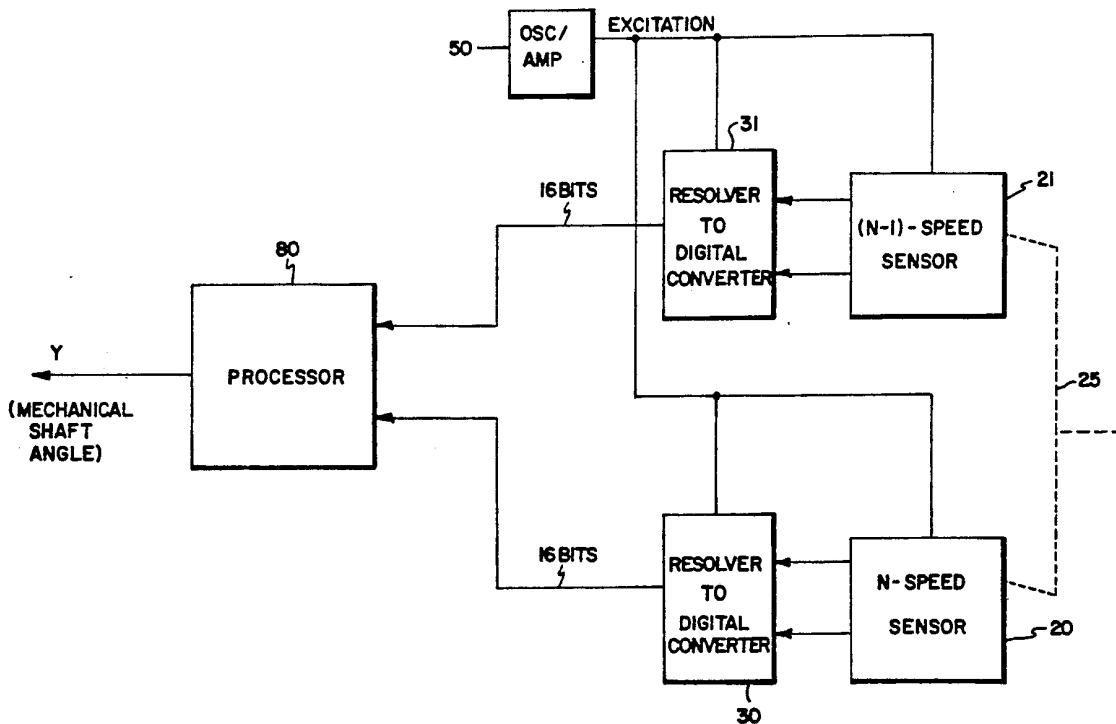 50
OSC/
AMP
EXCITATION
31
RESOLVER
TO
DIGITAL
CONVERTER
21
(N-1)-SPEED
SENSOR
16 BITS
80
PROCESSOR
Y
(MECHANICAL
SHAFT
ANGLE)
25
16 BITS
RESOLVER
TO
DIGITAL
CONVERTER
30
N-SPEED
SENSOR
20